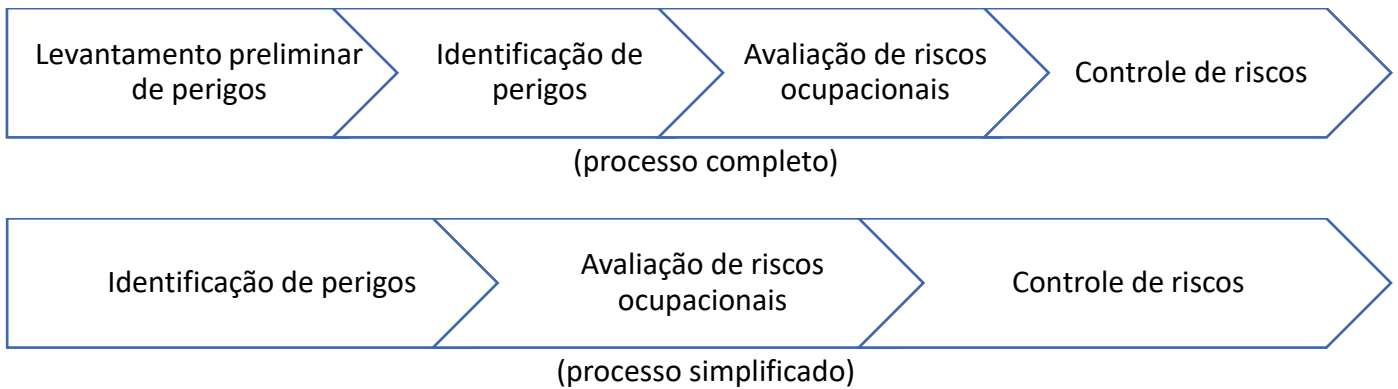 Levantamento preliminar
de perigos
Identificação de
perigos
Avaliação de riscos
ocupacionais
Controle de riscos
(processo completo)
Identificação de perigos
Avaliação de riscos
ocupacionais
Controle de riscos
(processo simplificado)